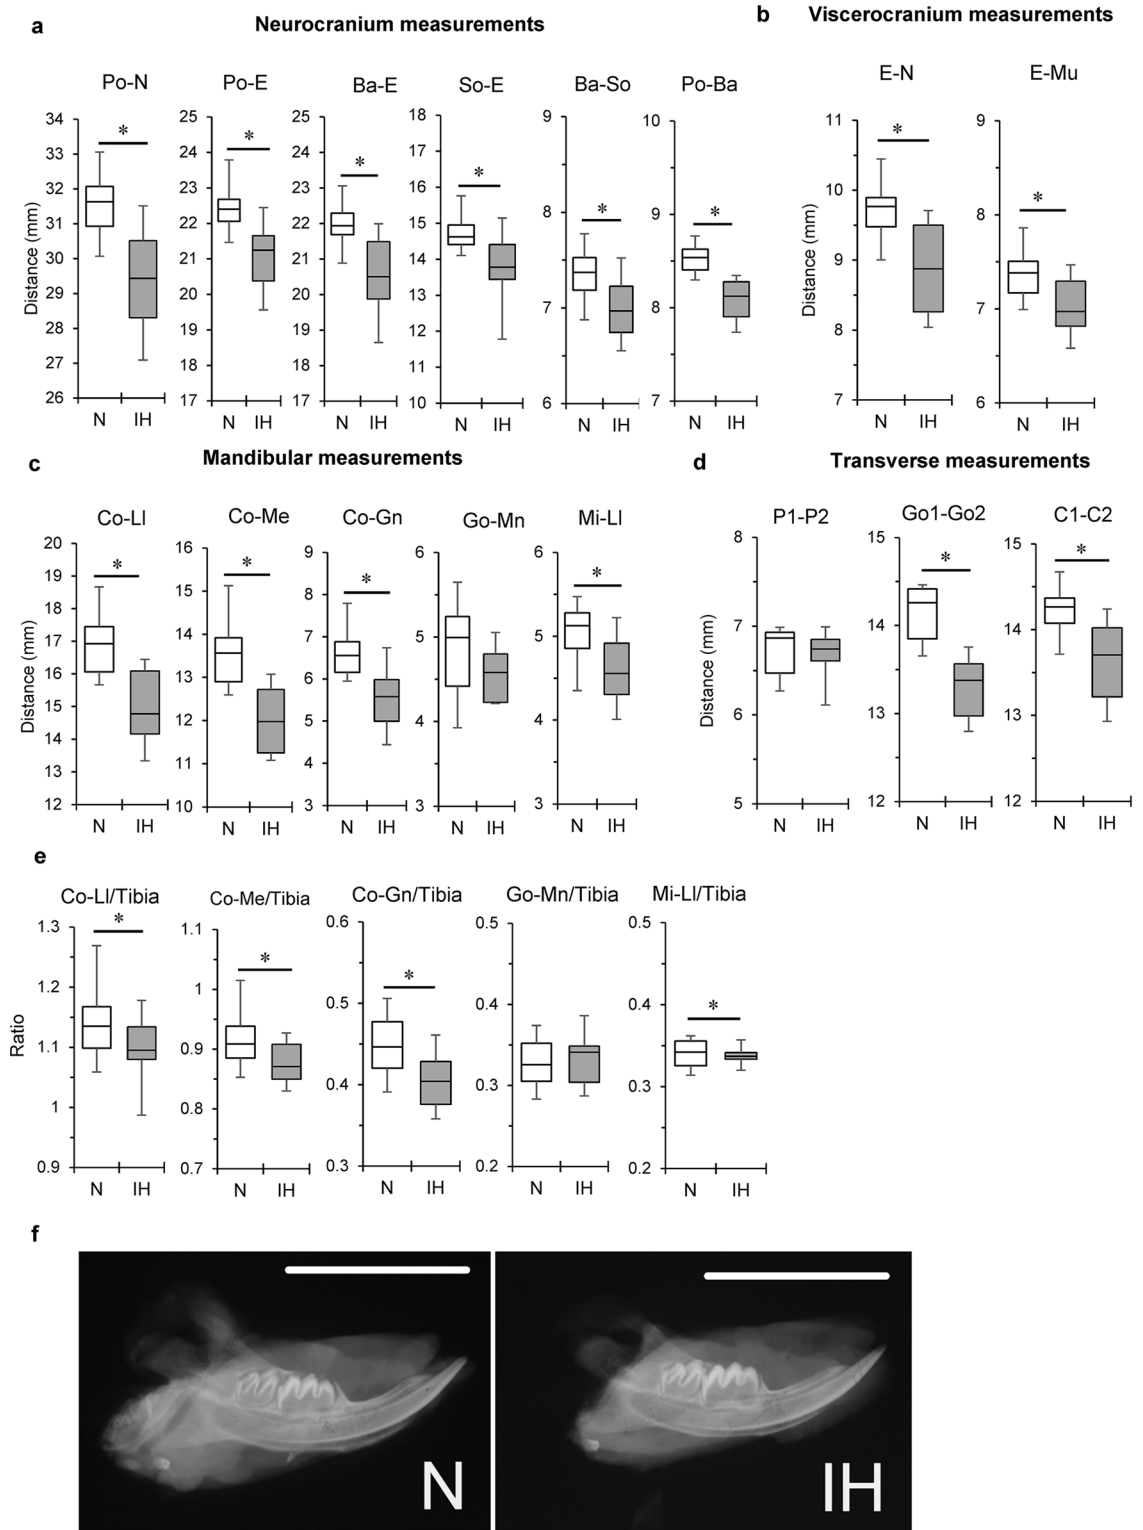 a
Neurocranium measurements
b
Viscerocranium measurements
Po-N
Po-E
Ba-E
So-E
Ba-So
Po-Ba
E-N
E-Mu
Distance (mm)
34
33
32
31
30
29
28
27
26
*
N IH
25
24
23
22
21
20
19
18
17
*
N IH
25
24
23
22
21
20
19
18
17
*
N IH
18
17
16
15
14
13
12
11
10
*
N IH
9
8
7
6
*
N IH
10
9
8
7
*
N IH
Distance (mm)
11
10
9
8
7
*
N IH
9
8
7
6
*
N IH
c
Mandibular measurements
d
Transverse measurements
Co-Ll
Co-Me
Co-Gn
Go-Mn
Mi-Ll
P1-P2
Go1-Go2
C1-C2
Distance (mm)
20
19
18
17
16
15
14
13
12
*
N IH
16
15
14
13
12
11
10
*
N IH
9
8
7
6
5
4
3
*
N IH
6
5
4
3
N IH
6
5
4
3
*
N IH
Distance (mm)
8
7
6
5
N IH
15
14
13
12
*
N IH
15
14
13
12
*
N IH
e
Co-Ll/Tibia
Co-Me/Tibia
Co-Gn/Tibia
Go-Mn/Tibia
Mi-Ll/Tibia
Ratio
1.3
1.2
1.1
1
0.9
*
N IH
1.1
1
0.9
0.8
0.7
*
N IH
0.6
0.5
0.4
0.3
*
N IH
0.5
0.4
0.3
0.2
N IH
0.5
0.4
0.3
0.2
*
N IH
f
N
IH